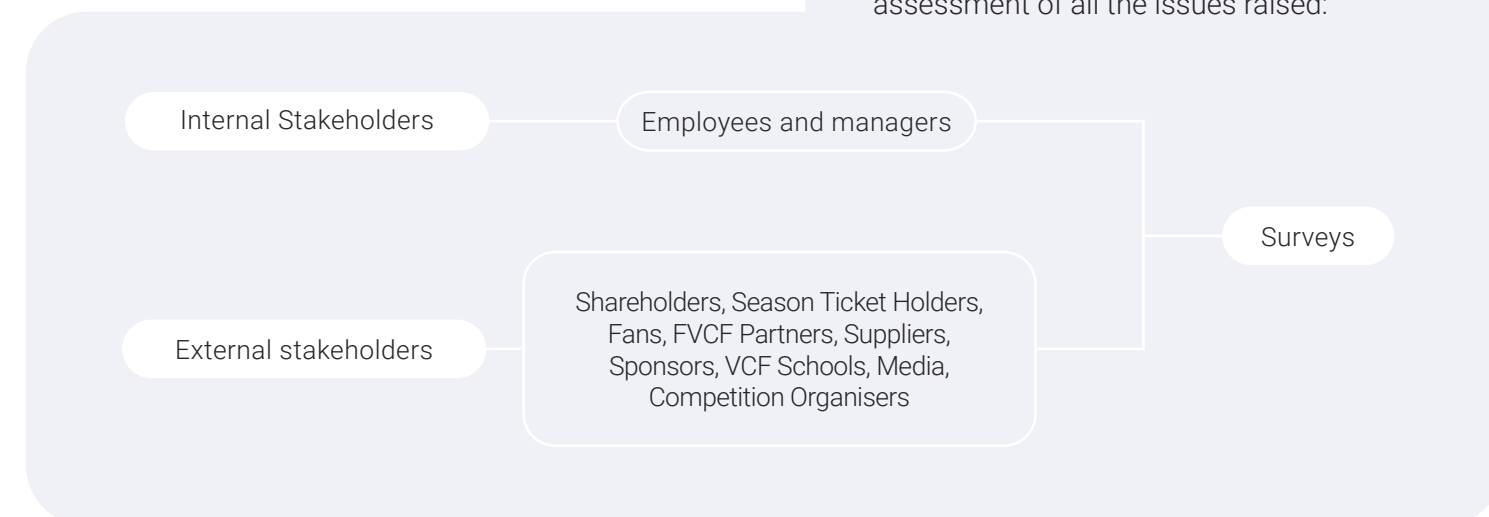 assessment of all the issues raised:
Internal Stakeholders
Employees and managers
Surveys
External stakeholders
Shareholders, Season Ticket Holders,
Fans, FVCF Partners, Suppliers,
Sponsors, VCF Schools, Media,
Competition Organisers